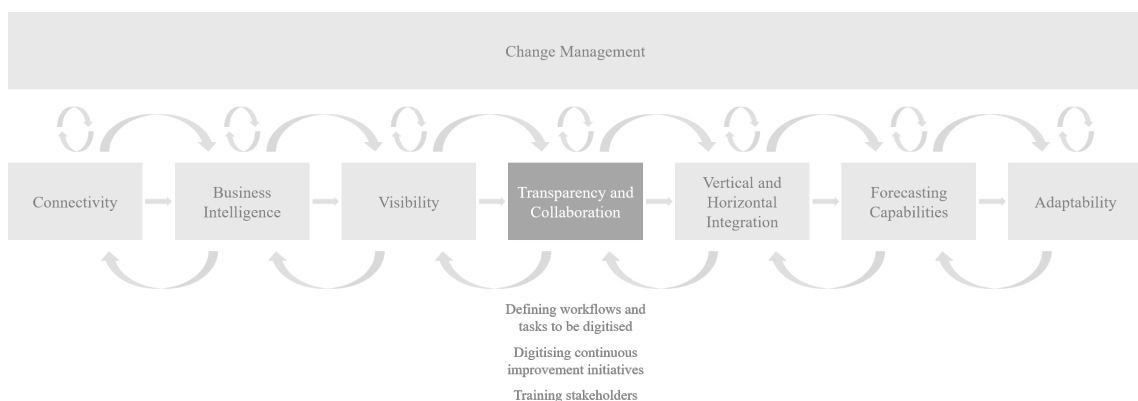 Change Management
Connectivity
Business
Intelligence
Visibility
Transparency and
Collaboration
Vertical and
Horizontal
Integration
Forecasting
Capabilities
Adaptability
Defining workflows and
tasks to be digitised
Digitising continuous
improvement initiatives
Training stakeholders